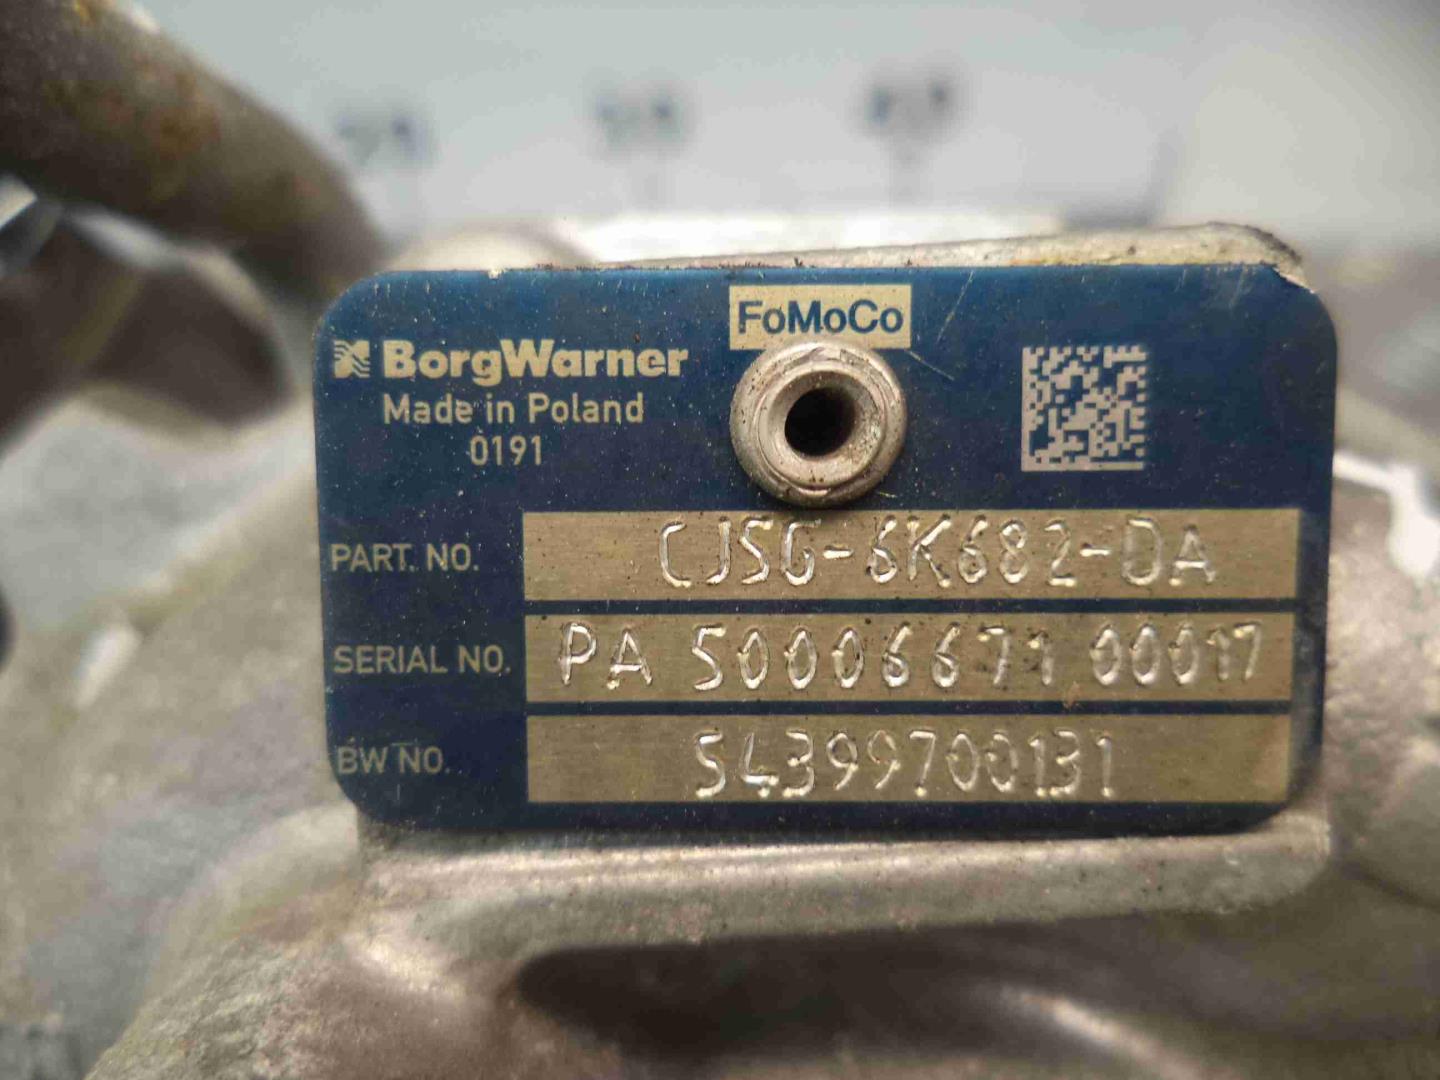 FoMoCo
BorgWarner
Made in Poland
0191
PART. NO. CJ5G-6K682-DA
SERIAL NO. PA 50006671 00017
BW NO. 54399700131